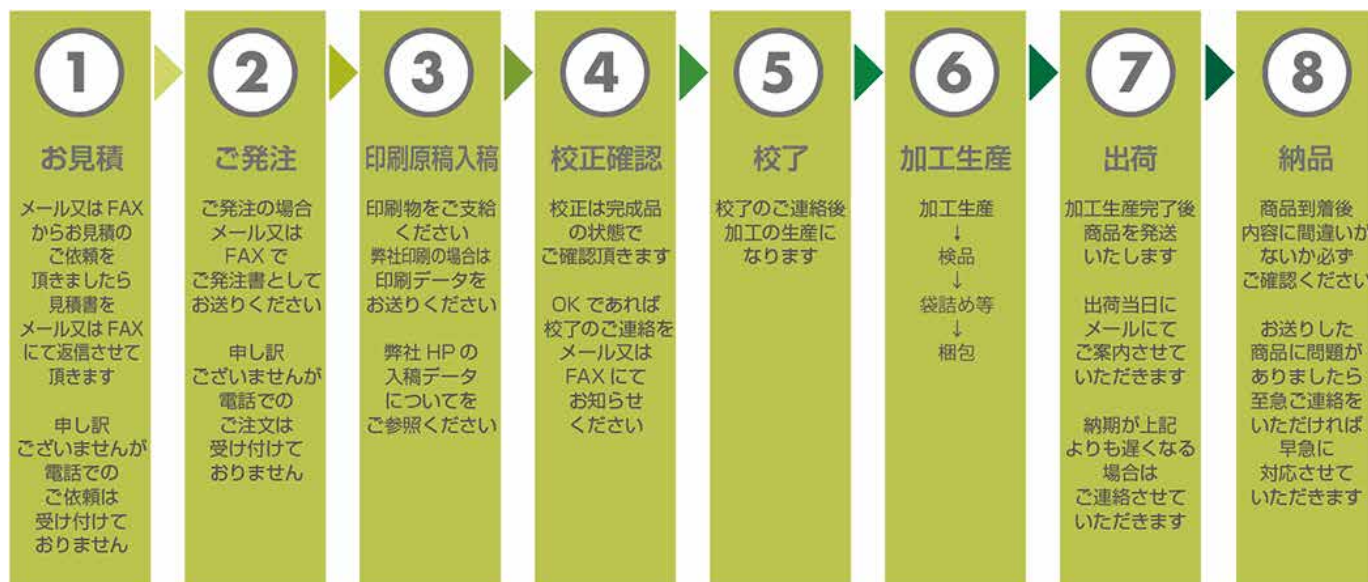 1
お見積
メール又は FAX
からお見積の
ご依頼を
頂きましたら
見積書を
メール又は FAX
にて返信させて
頂きます
申し訳
ございませんが
電話での
ご依頼は
受け付けて
おりません
2
ご発注
ご発注の場合
メール又は
FAX で
ご発注書として
お送りください
申し訳
ございませんが
電話での
ご注文は
受け付けて
おりません
3
印刷原稿入稿
印刷物をご支給
ください
弊社印刷の場合は
印刷データを
お送りください
弊社 HP の
入稿データ
についてを
ご参照ください
4
校正確認
校正は完成品
の状態で
ご確認頂きます
OK であれば
校了のご連絡を
メール又は
FAX にて
お知らせ
ください
5
校了
校了のご連絡後
加工の生産に
なります
6
加工生産
加工生産
↓
検品
↓
袋詰め等
↓
梱包
7
出荷
加工生産完了後
商品を発送
いたします
出荷当日に
メールにて
ご案内させて
いただきます
納期が上記
よりも遅くなる
場合は
ご連絡させて
いただきます
8
納品
商品到着後
内容に間違いが
ないか必ず
ご確認ください
お送りした
商品に問題が
ありましたら
至急ご連絡を
いただければ
早急に
対応させて
いただきます